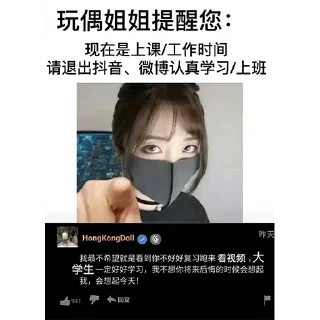 玩偶姐姐提醒您：
现在是上课/工作时间
请退出抖音、微博认真学习/上班
HongKongDoll
昨天
我最不希望就是看到你不好好复习跑来看视频，大
学生一定好好学习，我不想你将来后悔的时候会想起
我，会想起今天！
941
回复